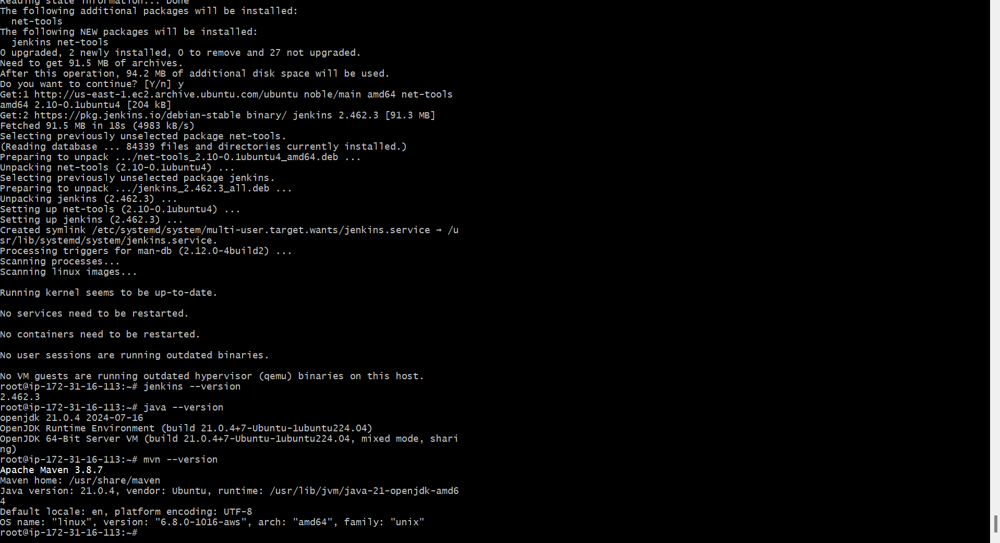 Reading state information... Done
The following additional packages will be installed:
  net-tools
The following NEW packages will be installed:
  jenkins net-tools
0 upgraded, 2 newly installed, 0 to remove and 27 not upgraded.
Need to get 91.5 MB of archives.
After this operation, 94.2 MB of additional disk space will be used.
Do you want to continue? [Y/n] y
Get:1 http://us-east-1.ec2.archive.ubuntu.com/ubuntu noble/main amd64 net-tools
amd64 2.10-0.1ubuntu4 [204 kB]
Get:2 https://pkg.jenkins.io/debian-stable binary/ jenkins 2.462.3 [91.3 MB]
Fetched 91.5 MB in 18s (4983 kB/s)
Selecting previously unselected package net-tools.
(Reading database ... 84339 files and directories currently installed.)
Preparing to unpack .../net-tools_2.10-0.1ubuntu4_amd64.deb ...
Unpacking net-tools (2.10-0.1ubuntu4) ...
Selecting previously unselected package jenkins.
Preparing to unpack .../jenkins_2.462.3_all.deb ...
Unpacking jenkins (2.462.3) ...
Setting up net-tools (2.10-0.1ubuntu4) ...
Setting up jenkins (2.462.3) ...
Created symlink /etc/systemd/system/multi-user.target.wants/jenkins.service → /u
sr/lib/systemd/system/jenkins.service.
Processing triggers for man-db (2.12.0-4build2) ...
Scanning processes...
Scanning linux images...

Running kernel seems to be up-to-date.

No services need to be restarted.

No containers need to be restarted.

No user sessions are running outdated binaries.

No VM guests are running outdated hypervisor (qemu) binaries on this host.
root@ip-172-31-16-113:~# jenkins --version
2.462.3
root@ip-172-31-16-113:~# java --version
openjdk 21.0.4 2024-07-16
OpenJDK Runtime Environment (build 21.0.4+7-Ubuntu-1ubuntu224.04)
OpenJDK 64-Bit Server VM (build 21.0.4+7-Ubuntu-1ubuntu224.04, mixed mode, shari
ng)
root@ip-172-31-16-113:~# mvn --version
Apache Maven 3.8.7
Maven home: /usr/share/maven
Java version: 21.0.4, vendor: Ubuntu, runtime: /usr/lib/jvm/java-21-openjdk-amd6
4
Default locale: en, platform encoding: UTF-8
OS name: "linux", version: "6.8.0-1016-aws", arch: "amd64", family: "unix"
root@ip-172-31-16-113:~#